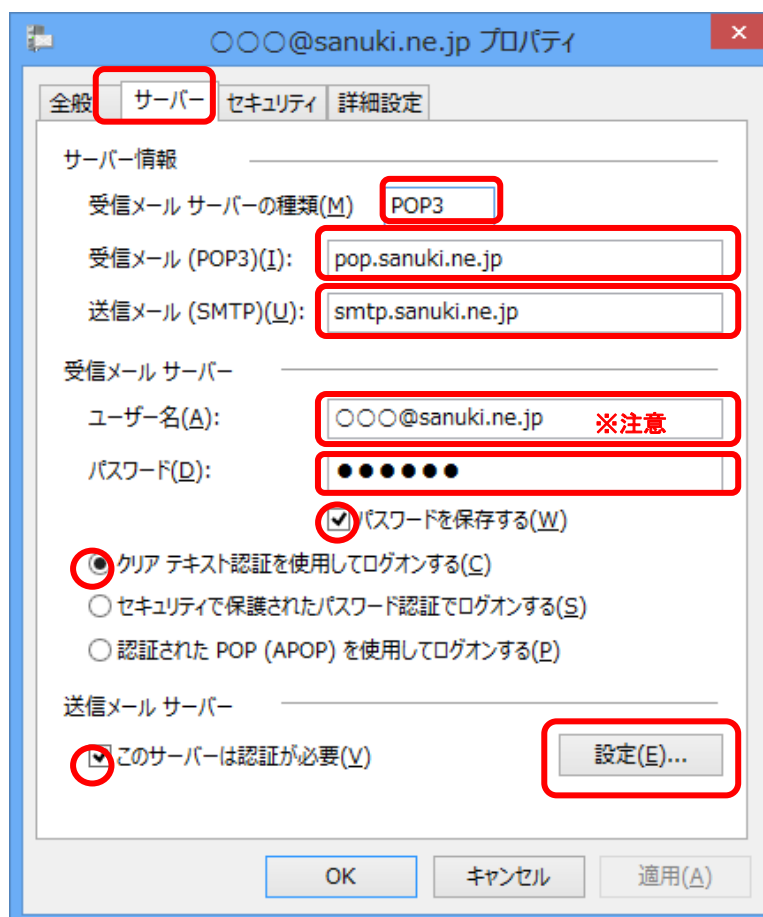 ○○○@sanuki.ne.jp プロパティ
全般 サーバー セキュリティ 詳細設定
サーバー情報
受信メール サーバーの種類(M) POP3
受信メール (POP3)(I): pop.sanuki.ne.jp
送信メール (SMTP)(U): smtp.sanuki.ne.jp
受信メール サーバー
ユーザー名(A): ○○○@sanuki.ne.jp ※注意
パスワード(D): ●●●●●●
パスワードを保存する(W)
クリア テキスト認証を使用してログオンする(C)
セキュリティで保護されたパスワード認証でログオンする(S)
認証された POP (APOP) を使用してログオンする(P)
送信メール サーバー
このサーバーは認証が必要(V) 設定(E)...
OK キャンセル 適用(A)